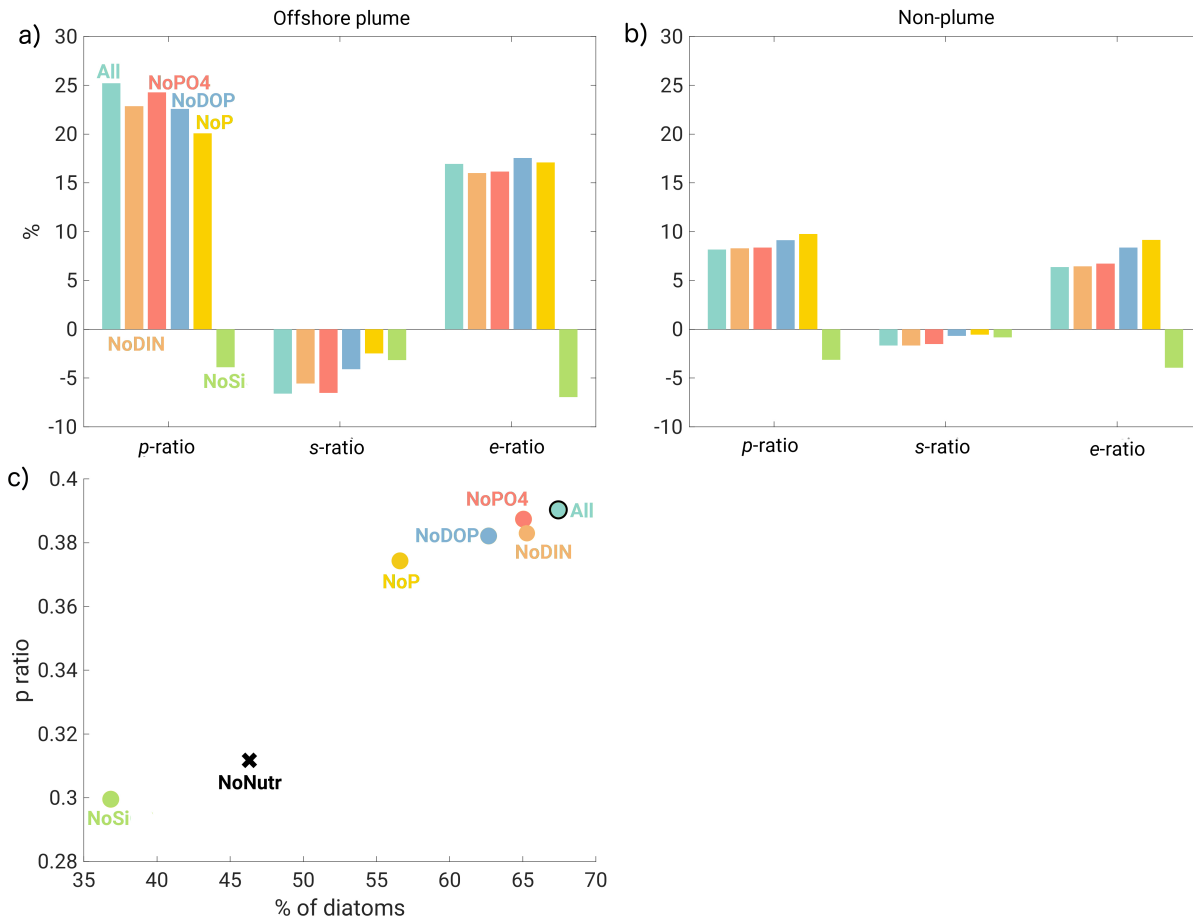 Offshore plume
Non-plume
a)
b)
30
25
20
15
10
5
0
-5
-10
%
All
NoPO4
NoDOP
NoP
NoDIN
NoSi
p-ratio
s-ratio
e-ratio
30
25
20
15
10
5
0
-5
-10
p-ratio
s-ratio
e-ratio
c)
0.4
0.38
0.36
0.34
0.32
0.3
0.28
p ratio
NoPO4
All
NoDOP
NoDIN
NoP
NoNutr
NoSi
35 40 45 50 55 60 65 70
% of diatoms